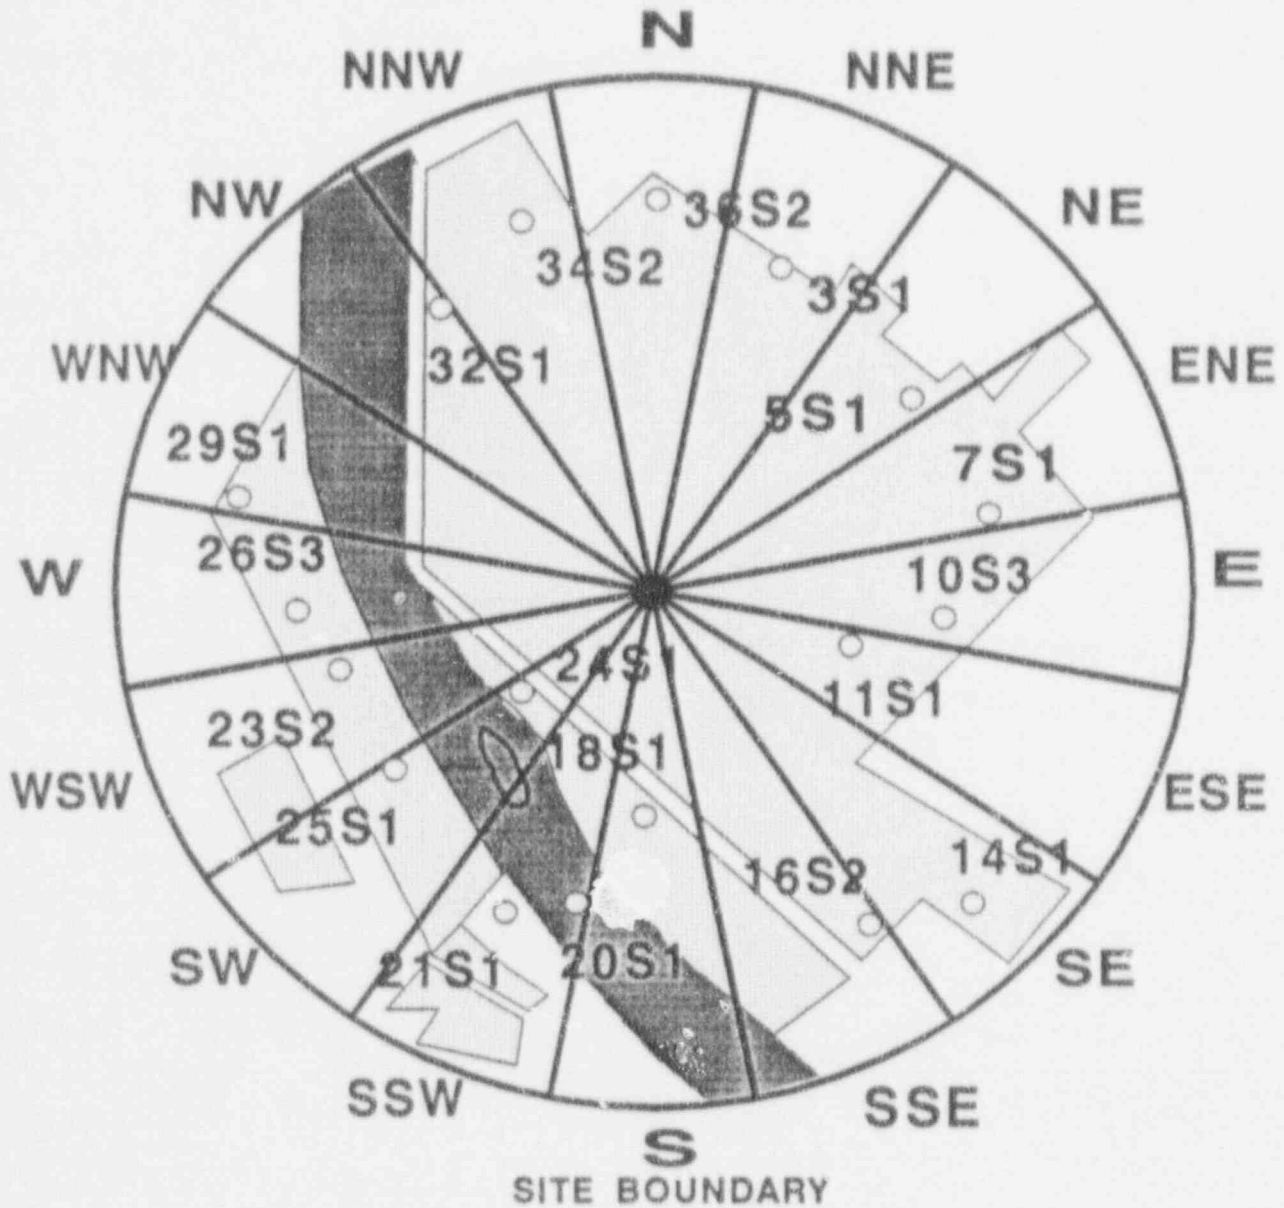 N
NNW
NNE
NW
NE
36S2
34S2
3S1
32S1
WNW
ENE
5S1
29S1
7S1
26S3
W
10S3
E
24S1
11S1
23S2
18S1
WSW
ESE
25S1
16S2
14S1
SW
21S1
20S1
SE
SSW
SSE
S
SITE BOUNDARY